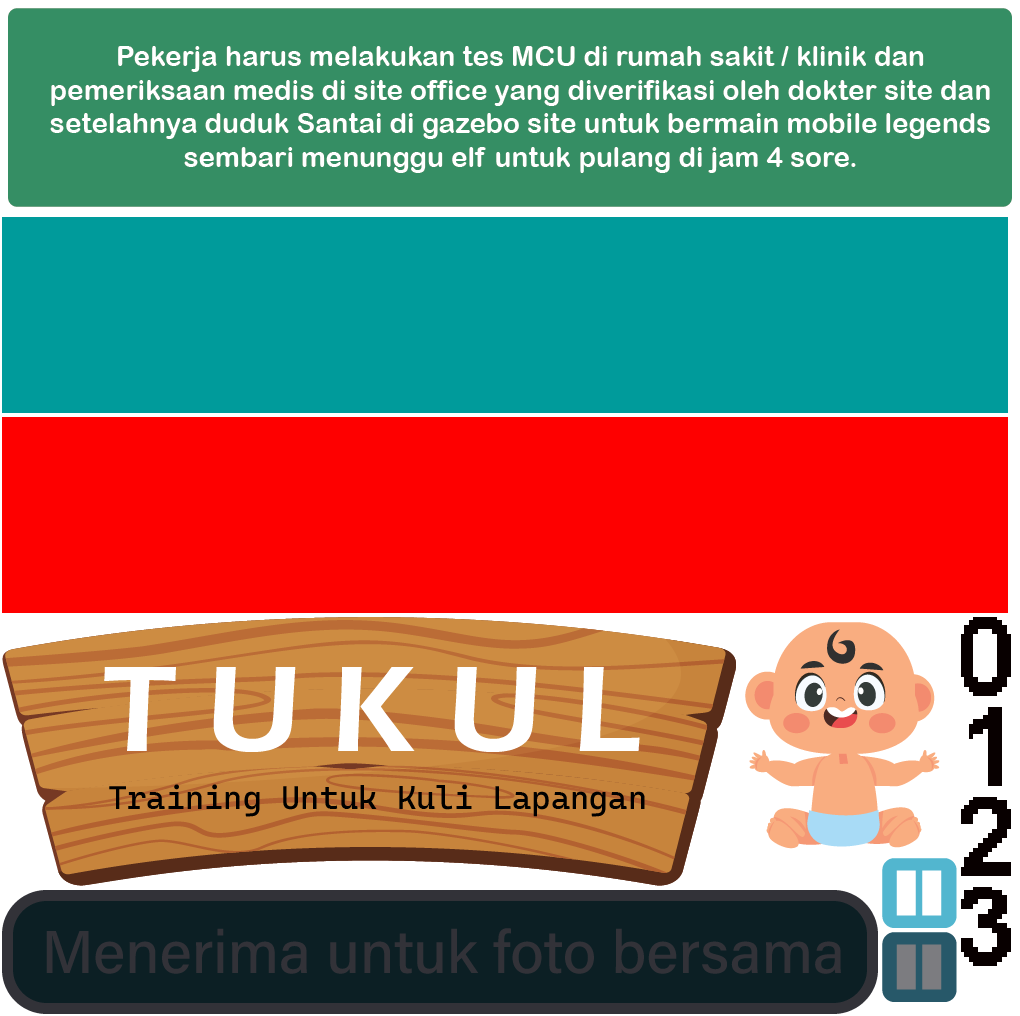 Pekerja harus melakukan tes MCU di rumah sakit / klinik dan
pemeriksaan medis di site office yang diverifikasi oleh dokter site dan
setelahnya duduk Santai di gazebo site untuk bermain mobile legends
sembari menunggu elf untuk pulang di jam 4 sore.
TUKUL
Training Untuk Kuli Lapangan
0
1
2
3
Menerima untuk foto bersama